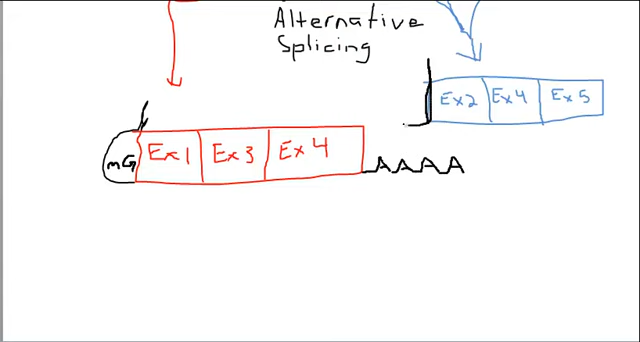 Alternative
Splicing
Ex2 Ex4 Ex5
mG Ex1 Ex3 Ex4 AAAA